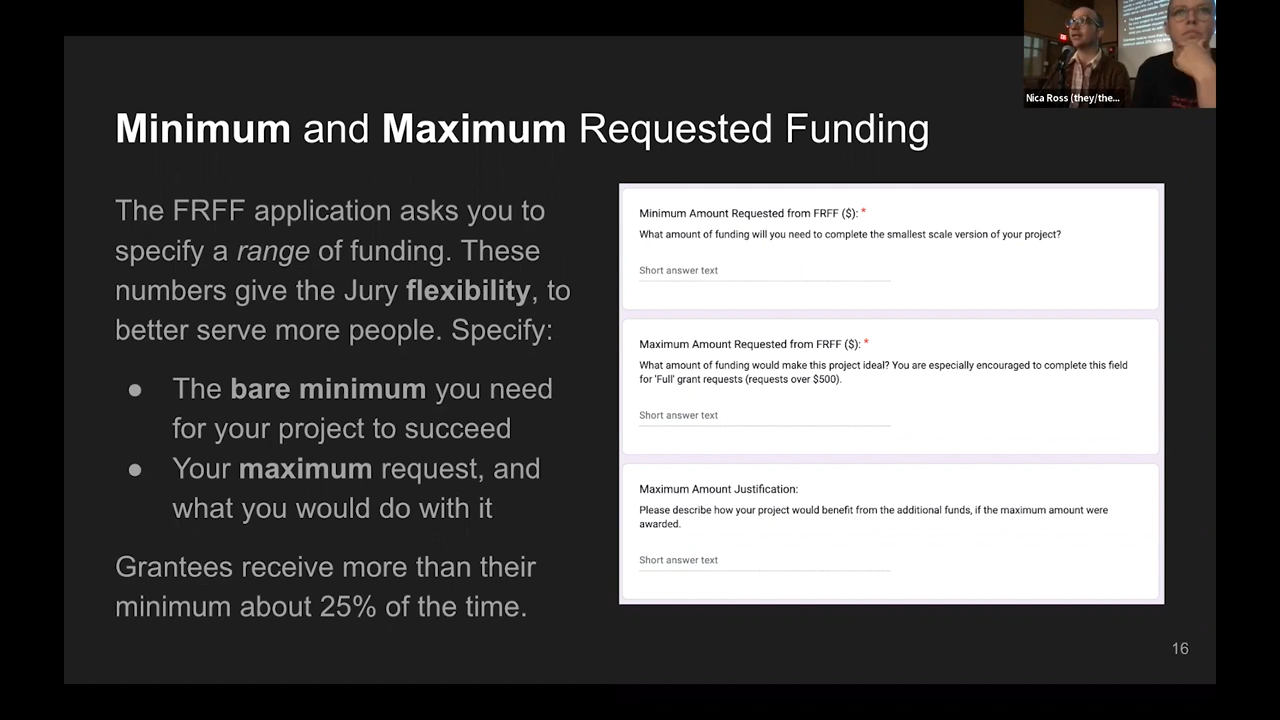 Nica Ross (they/the...
Minimum and Maximum Requested Funding
The FRFF application asks you to
specify a range of funding. These
numbers give the Jury flexibility, to
better serve more people. Specify:
● The bare minimum you need
for your project to succeed
● Your maximum request, and
what you would do with it
Grantees receive more than their
minimum about 25% of the time.
Minimum Amount Requested from FRFF ($): *
What amount of funding will you need to complete the smallest scale version of your project?
Short answer text
Maximum Amount Requested from FRFF ($): *
What amount of funding would make this project ideal? You are especially encouraged to complete this field
for 'Full' grant requests (requests over $500).
Short answer text
Maximum Amount Justification:
Please describe how your project would benefit from the additional funds, if the maximum amount were
awarded.
Short answer text
16